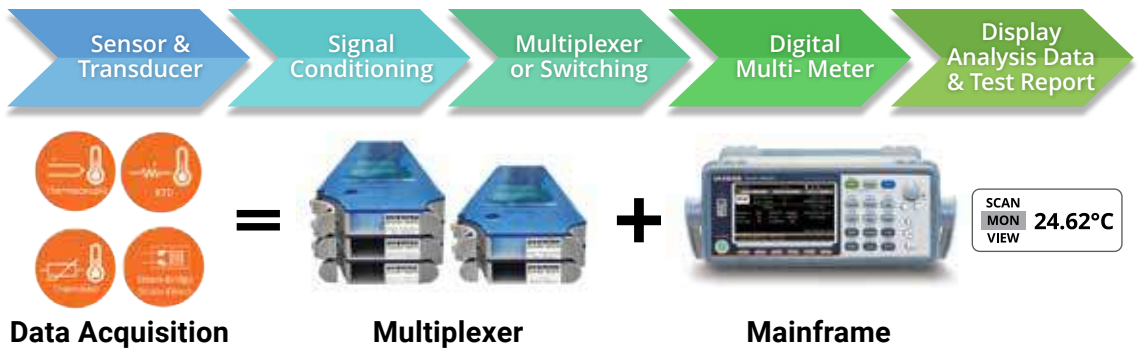 Sensor &
Transducer
Signal
Conditioning
Multiplexer
or Switching
Digital
Multi- Meter
Display
Analysis Data
& Test Report
Thermocouple
RTD
Thermistor
=
+
SCAN
MON
VIEW
24.62°C
Data Acquisition
Multiplexer
Mainframe